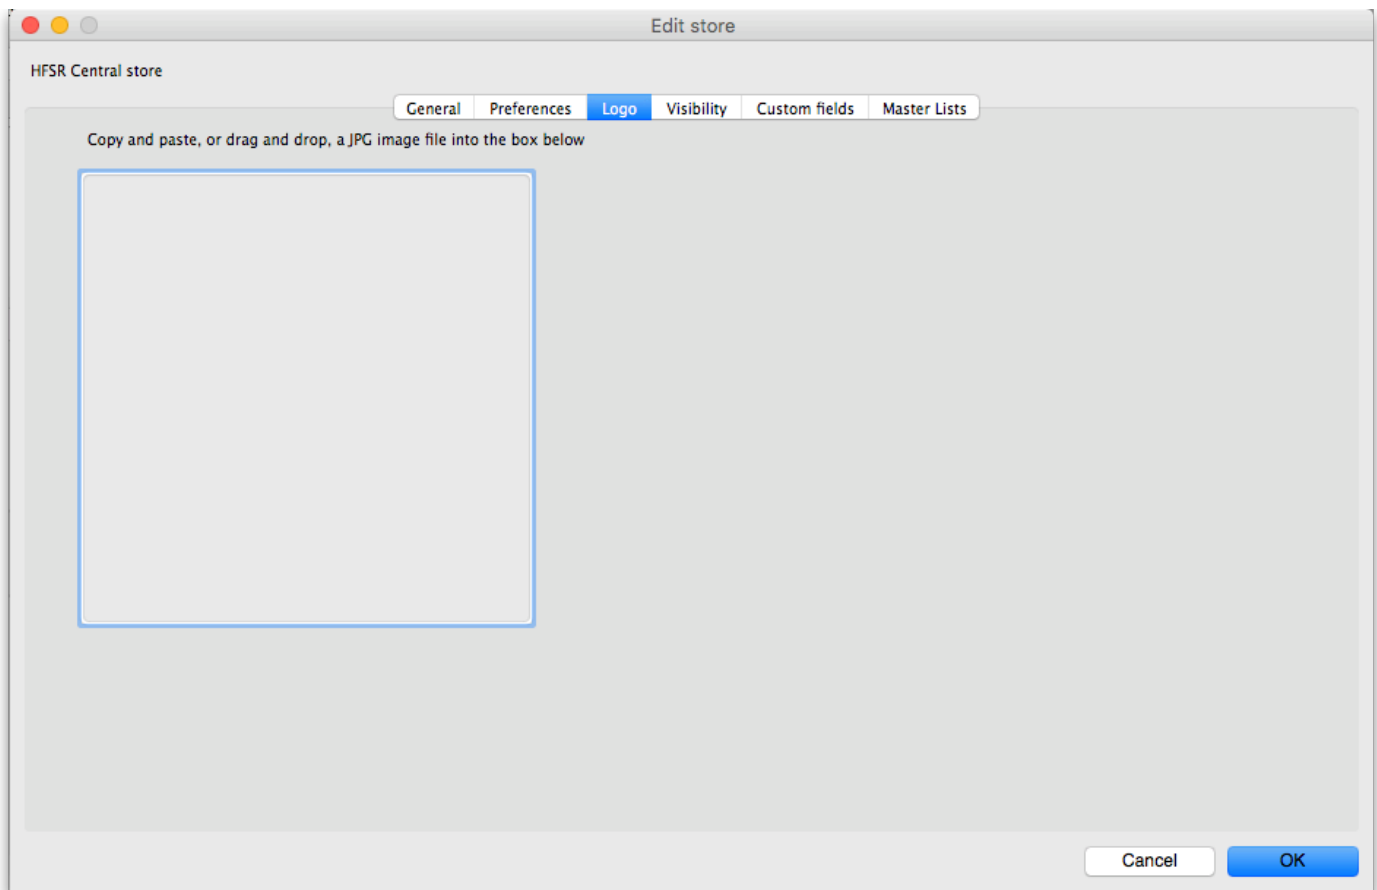 Edit store
HFSR Central store
General Preferences Logo Visibility Custom fields Master Lists
Copy and paste, or drag and drop, a JPG image file into the box below
Cancel OK